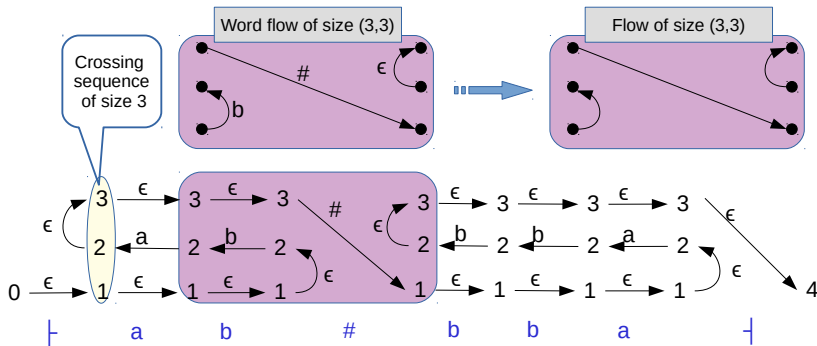 Word flow of size (3,3)
Flow of size (3,3)
Crossing
sequence
of size 3
#
ϵ
b
3 ϵ 3 ϵ 3 # 3 ϵ 3 ϵ 3 ϵ 3 ϵ
ϵ 2 a 2 b 2 ϵ ϵ 2 b 2 b 2 a 2 ϵ
0 ϵ 1 ϵ 1 ϵ 1 1 ϵ 1 ϵ 1 ϵ 1 4
⊢ a b # b b a ⊣